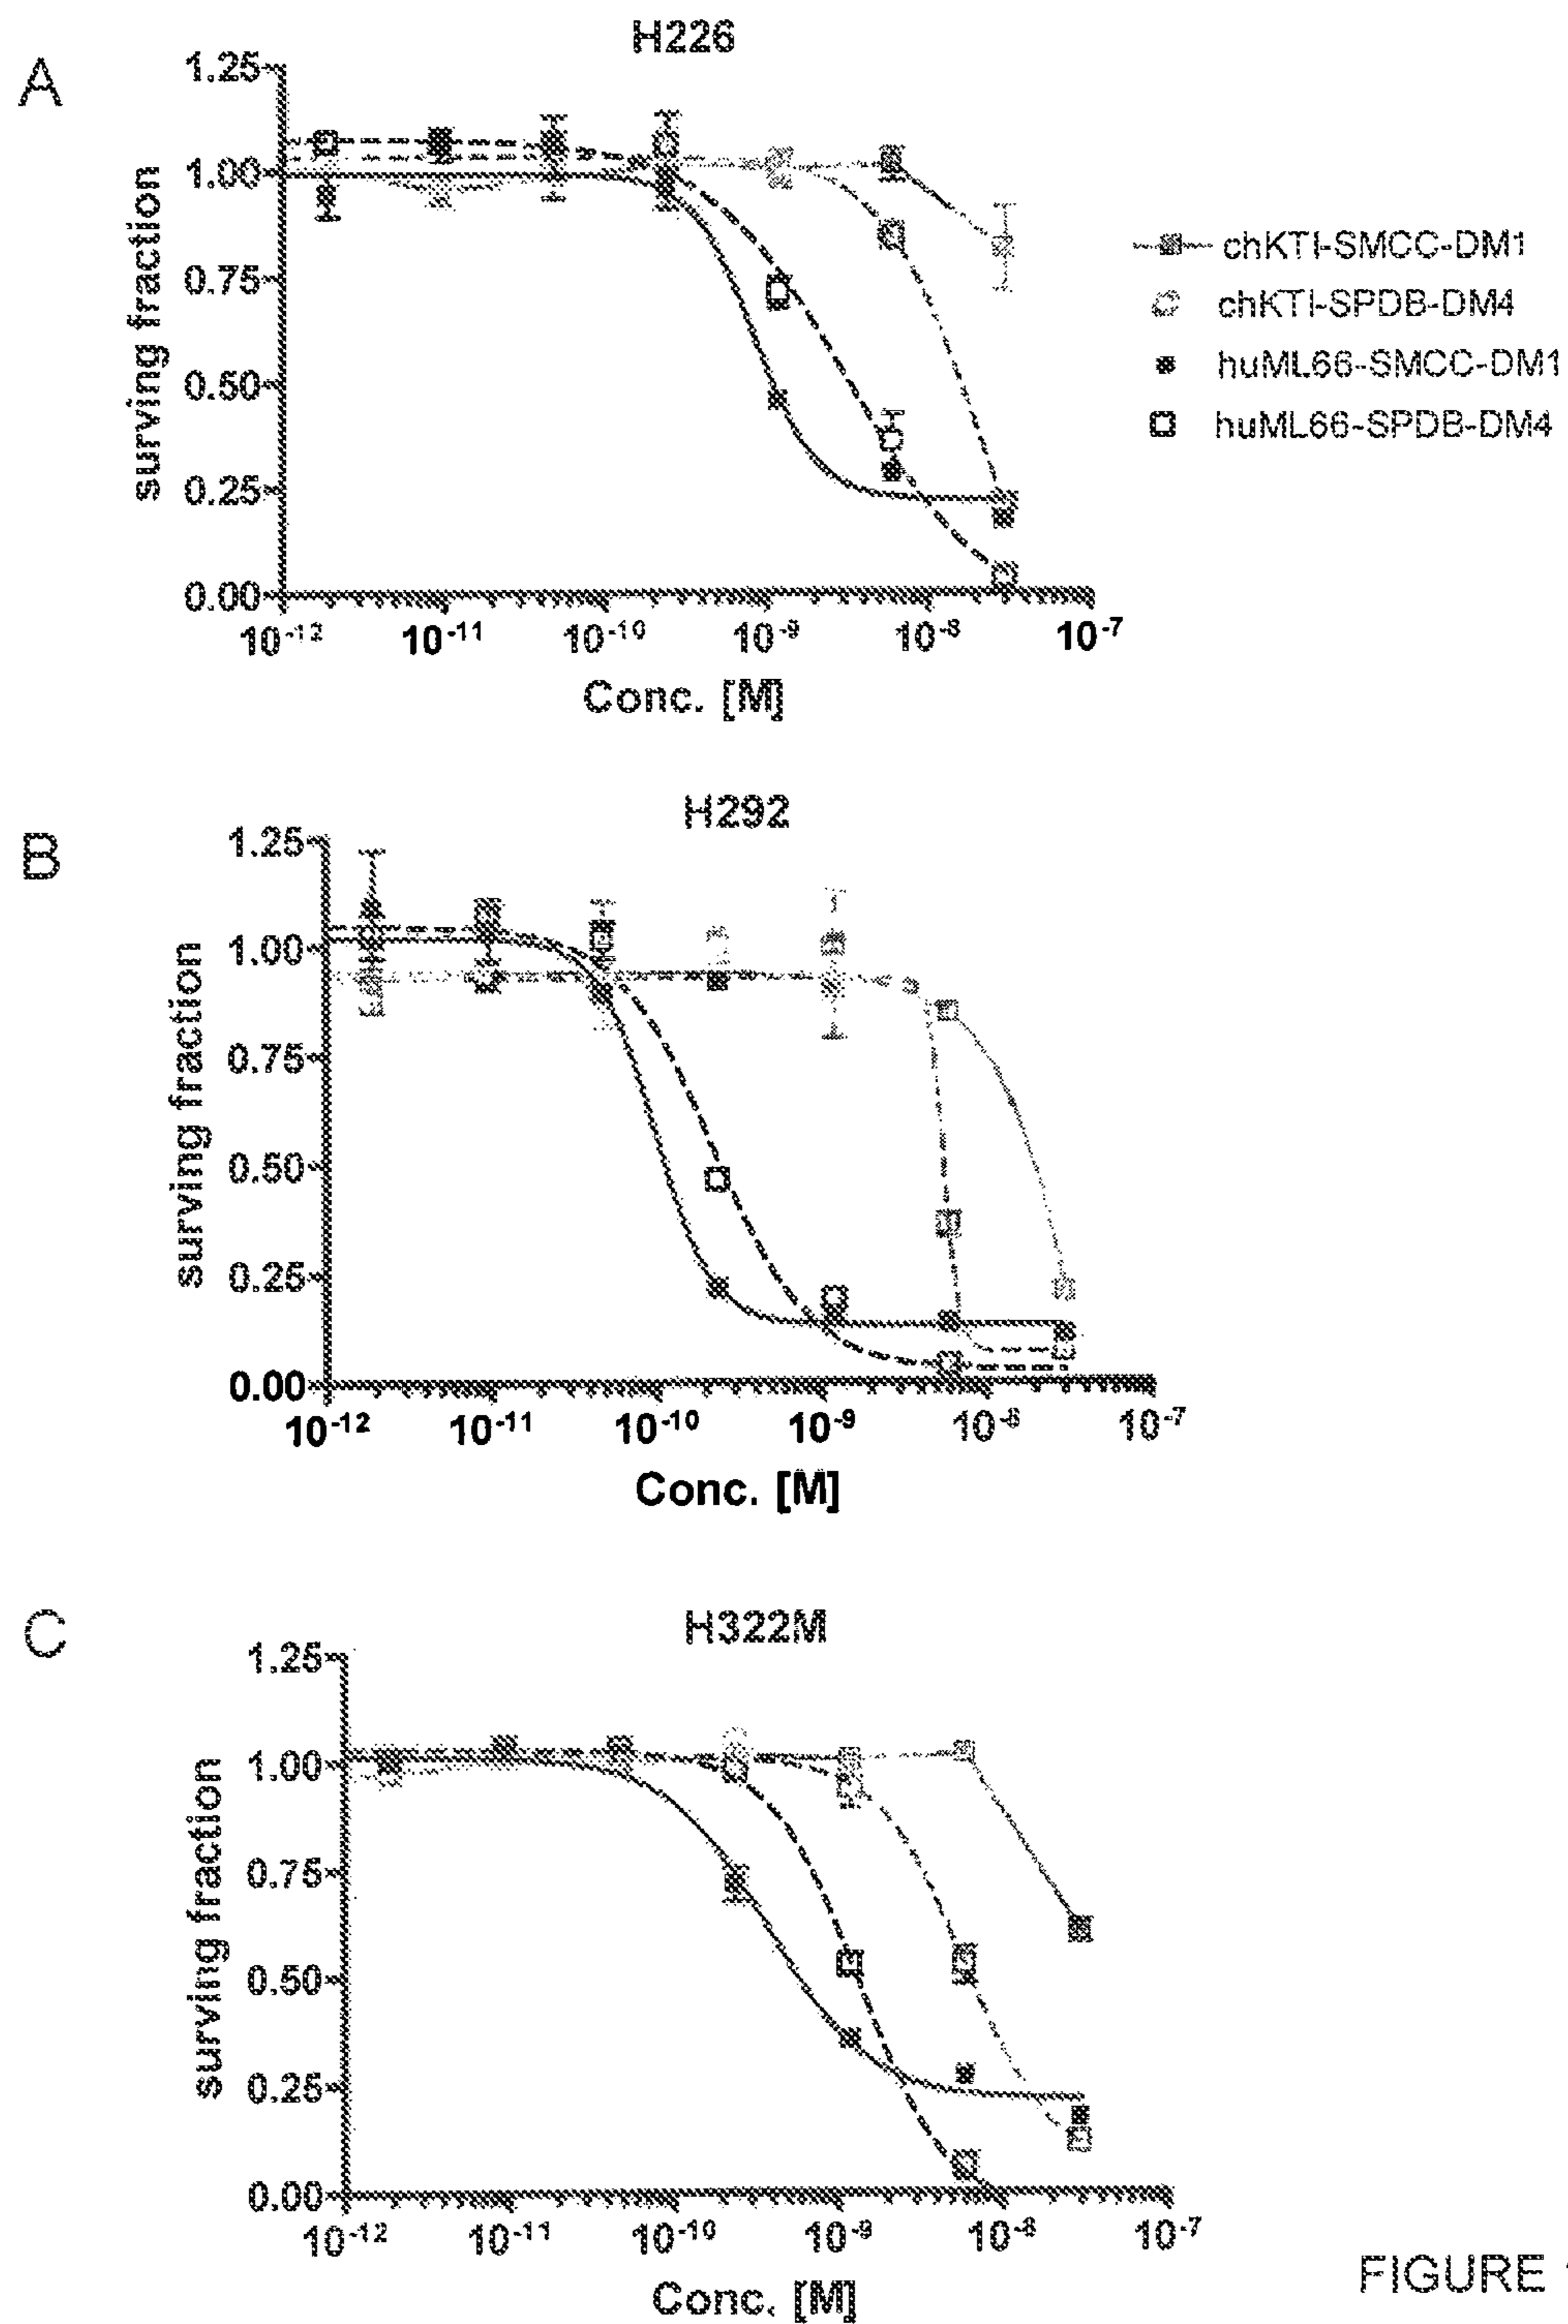 A
H226
surviving fraction
1.25
1.00
0.75
0.50
0.25
0.00
10-12
10-11
10-10
10-9
10-8
10-7
Conc. [M]
chKTI-SMCC-DM1
chKTI-SPDB-DM4
huML66-SMCC-DM1
huML66-SPDB-DM4
B
H292
surviving fraction
1.25
1.00
0.75
0.50
0.25
0.00
10-12
10-11
10-10
10-9
10-8
10-7
Conc. [M]
C
H322M
surviving fraction
1.25
1.00
0.75
0.50
0.25
0.00
10-12
10-11
10-10
10-9
10-8
10-7
Conc. [M]
FIGURE